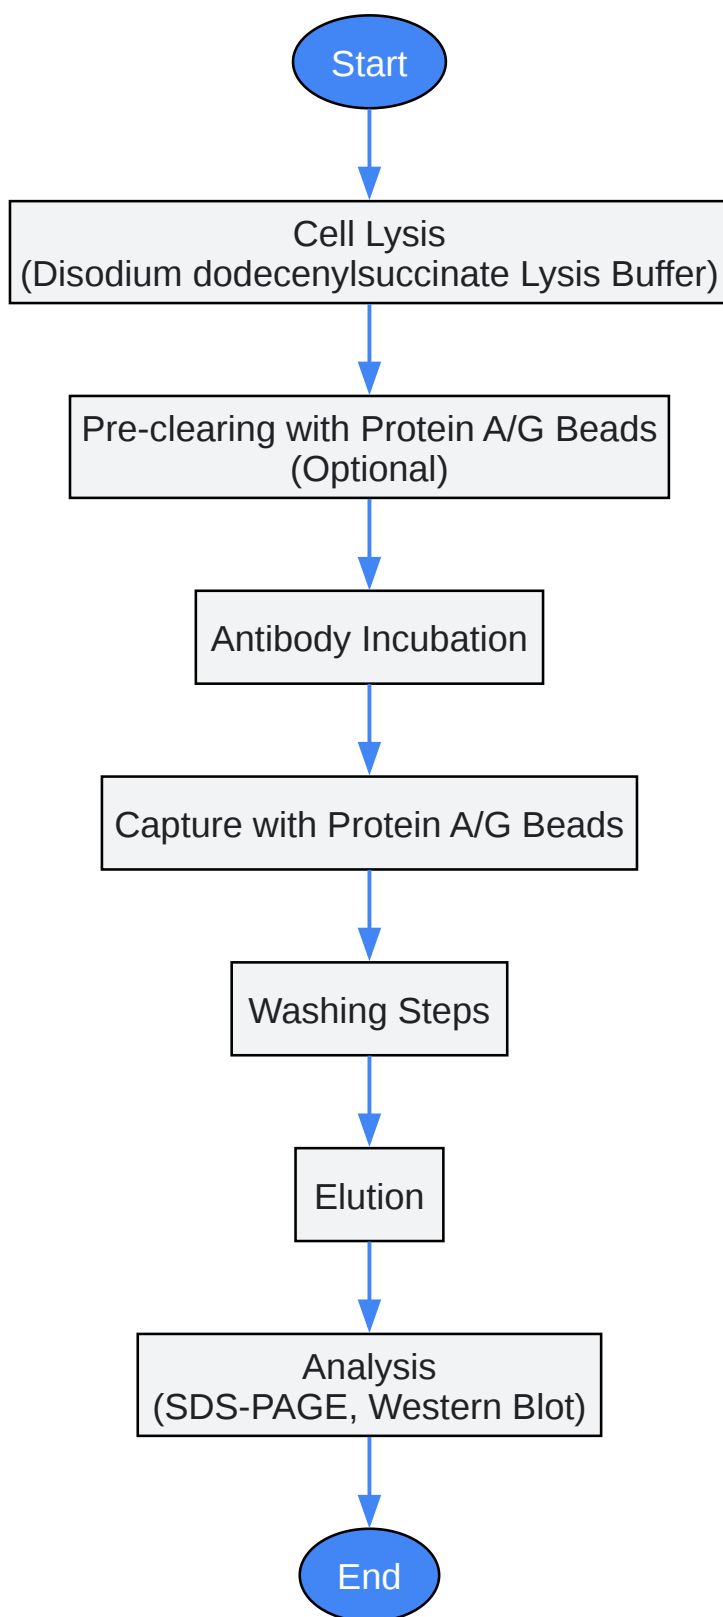 Start
Cell Lysis
(Disodium dodecenylsuccinate Lysis Buffer)
Pre-clearing with Protein A/G Beads
(Optional)
Antibody Incubation
Capture with Protein A/G Beads
Washing Steps
Elution
Analysis
(SDS-PAGE, Western Blot)
End